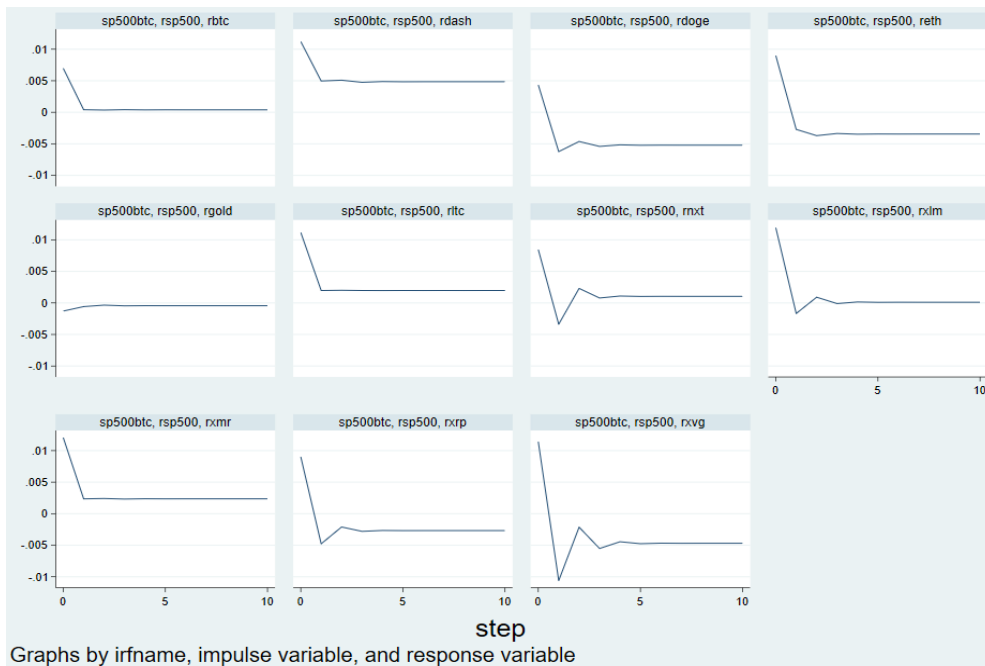 sp500btc, rsp500, rbtc
sp500btc, rsp500, rdash
sp500btc, rsp500, rdoge
sp500btc, rsp500, reth
.01
.005
0
-.005
-.01
sp500btc, rsp500, rgold
sp500btc, rsp500, rltc
sp500btc, rsp500, rnxt
sp500btc, rsp500, rxlm
.01
.005
0
-.005
-.01
0 5 10
sp500btc, rsp500, rxmr
sp500btc, rsp500, rxrp
sp500btc, rsp500, rxvg
.01
.005
0
-.005
-.01
0 5 10
0 5 10
0 5 10
step
Graphs by irfname, impulse variable, and response variable